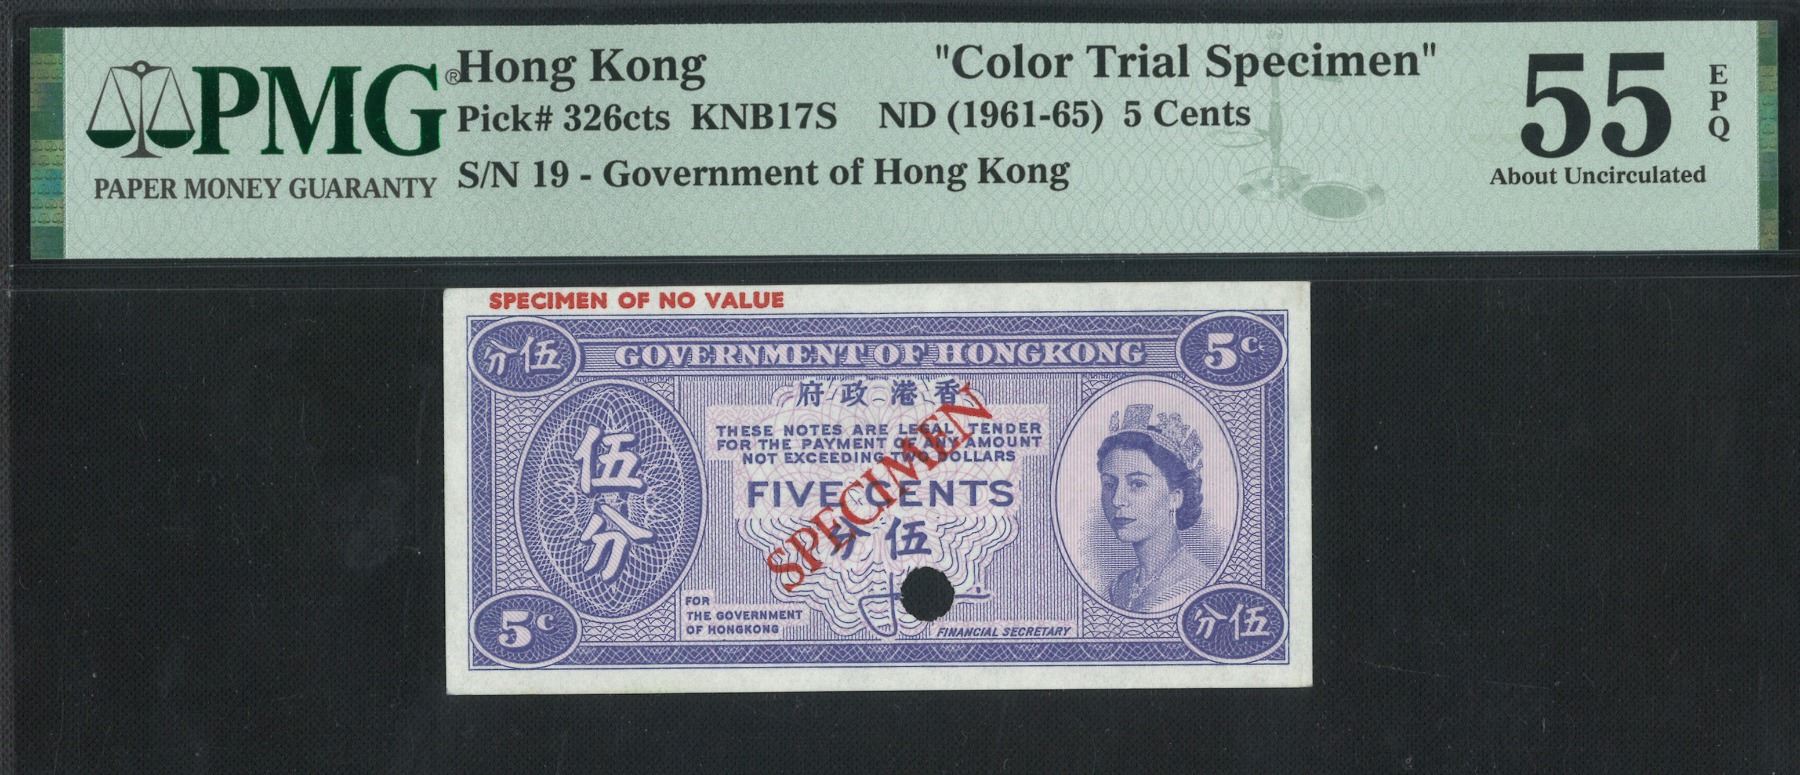 PMG®
PAPER MONEY GUARANTY
Hong Kong "Color Trial Specimen"
Pick# 326cts KNB17S ND (1961-65) 5 Cents
S/N 19 - Government of Hong Kong
55
EPQ
About Uncirculated
SPECIMEN OF NO VALUE
分伍
GOVERNMENT OF HONGKONG
5c
府政港香
THESE NOTES ARE LEGAL TENDER
FOR THE PAYMENT OF ANY AMOUNT
NOT EXCEEDING TWO DOLLARS
FIVE CENTS
分伍
SPECIMEN
伍
分
FOR
THE GOVERNMENT
OF HONGKONG
FINANCIAL SECRETARY
5c
分伍